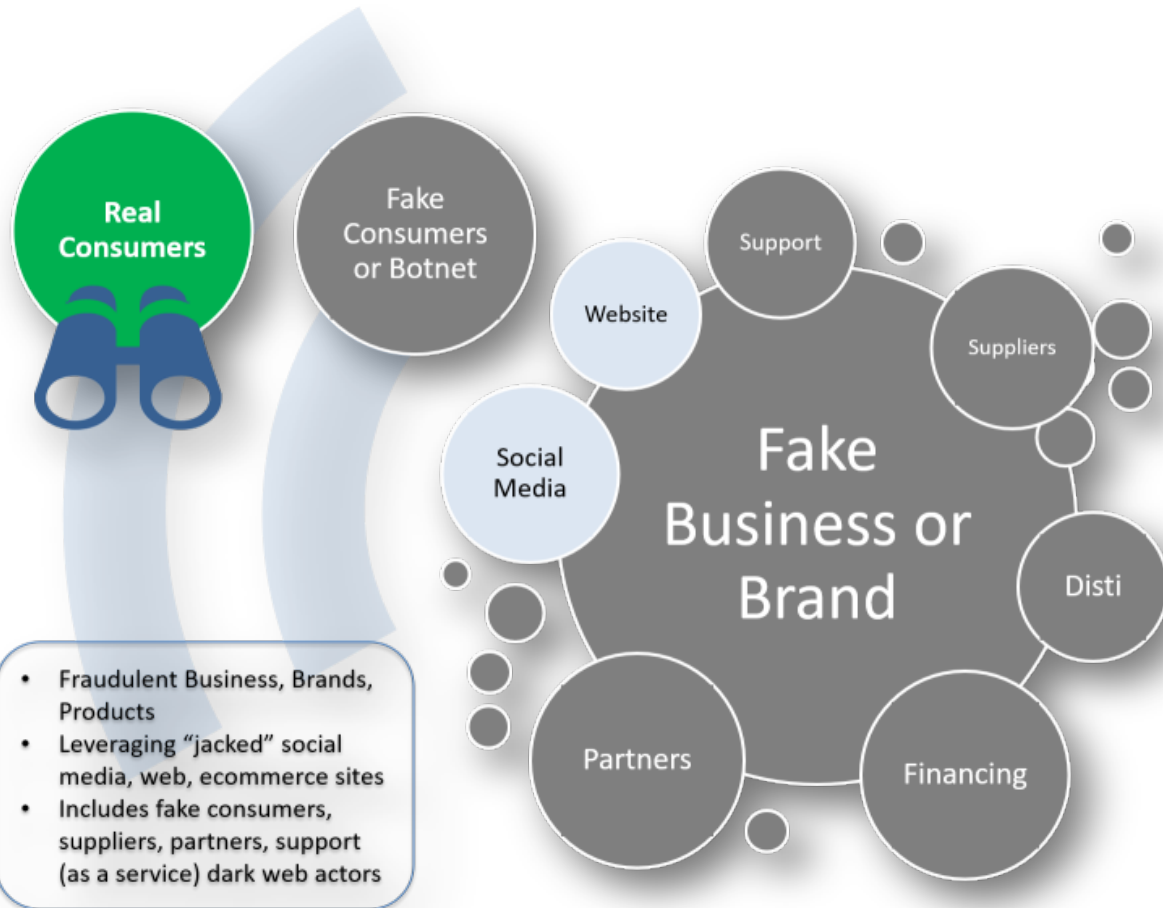 Real
Consumers
Fake
Consumers
or Botnet
Support
Website
Suppliers
Social
Media
Fake
Business or
Brand
Disti
Partners
Financing
• Fraudulent Business, Brands,
Products
• Leveraging “jacked” social
media, web, ecommerce sites
• Includes fake consumers,
suppliers, partners, support
(as a service) dark web actors